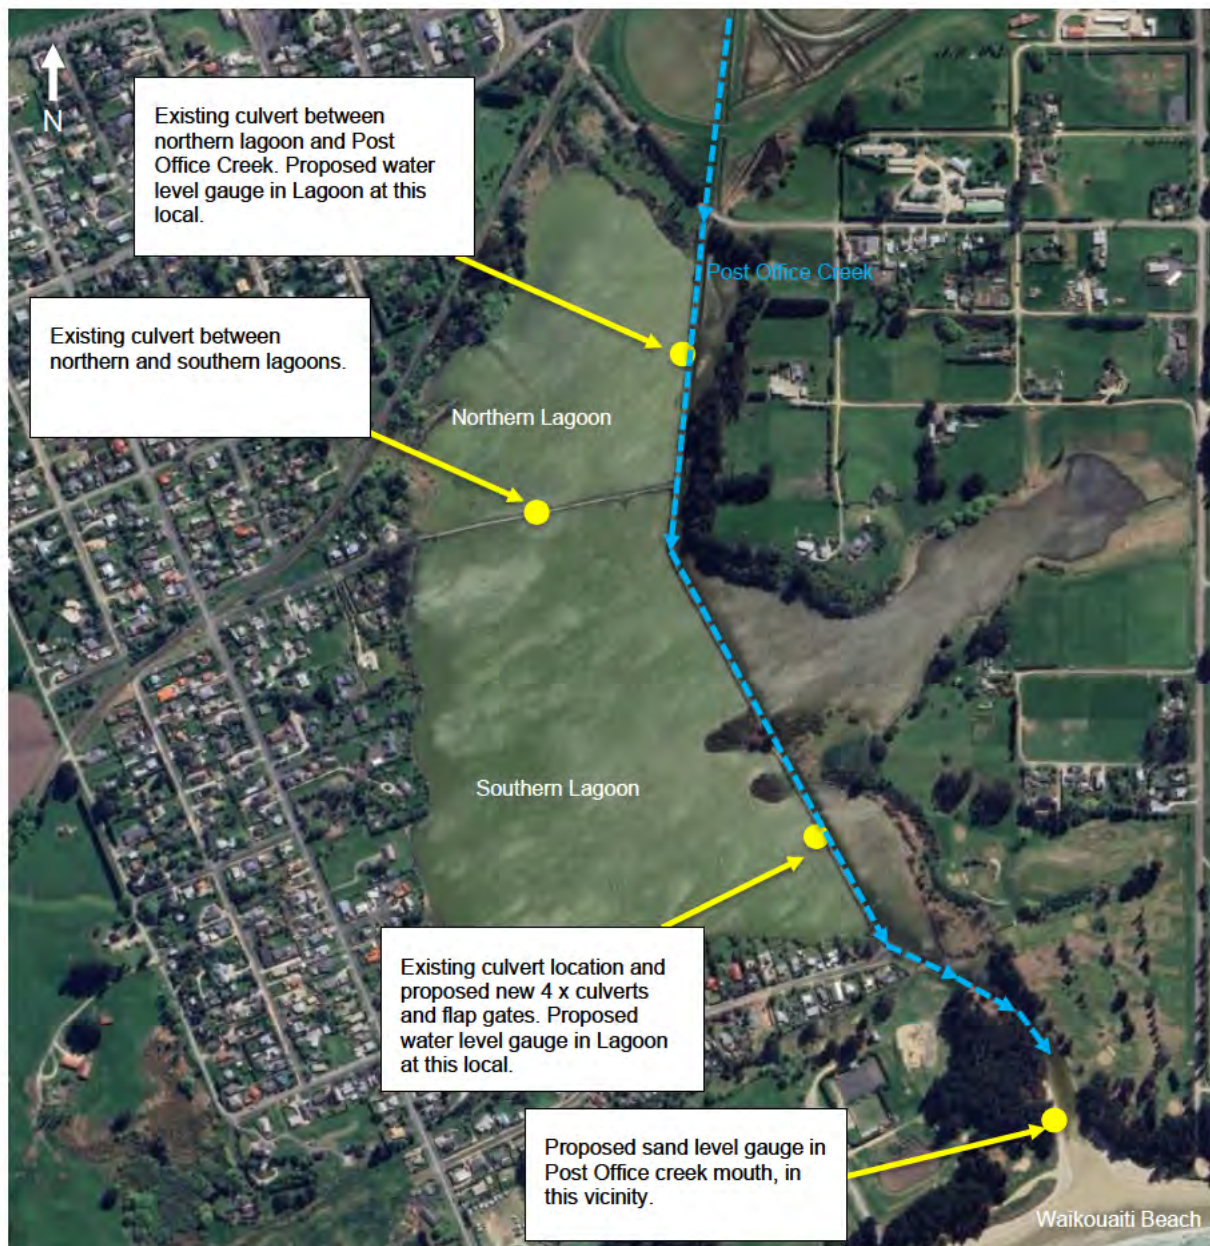 N
Existing culvert between
northern lagoon and Post
Office Creek. Proposed water
level gauge in Lagoon at this
local.
Post Office Creek
Existing culvert between
northern and southern lagoons.
Northern Lagoon
Southern Lagoon
Existing culvert location and
proposed new 4 x culverts
and flap gates. Proposed
water level gauge in Lagoon
at this local.
Proposed sand level gauge in
Post Office creek mouth, in
this vicinity.
Waikouaiti Beach